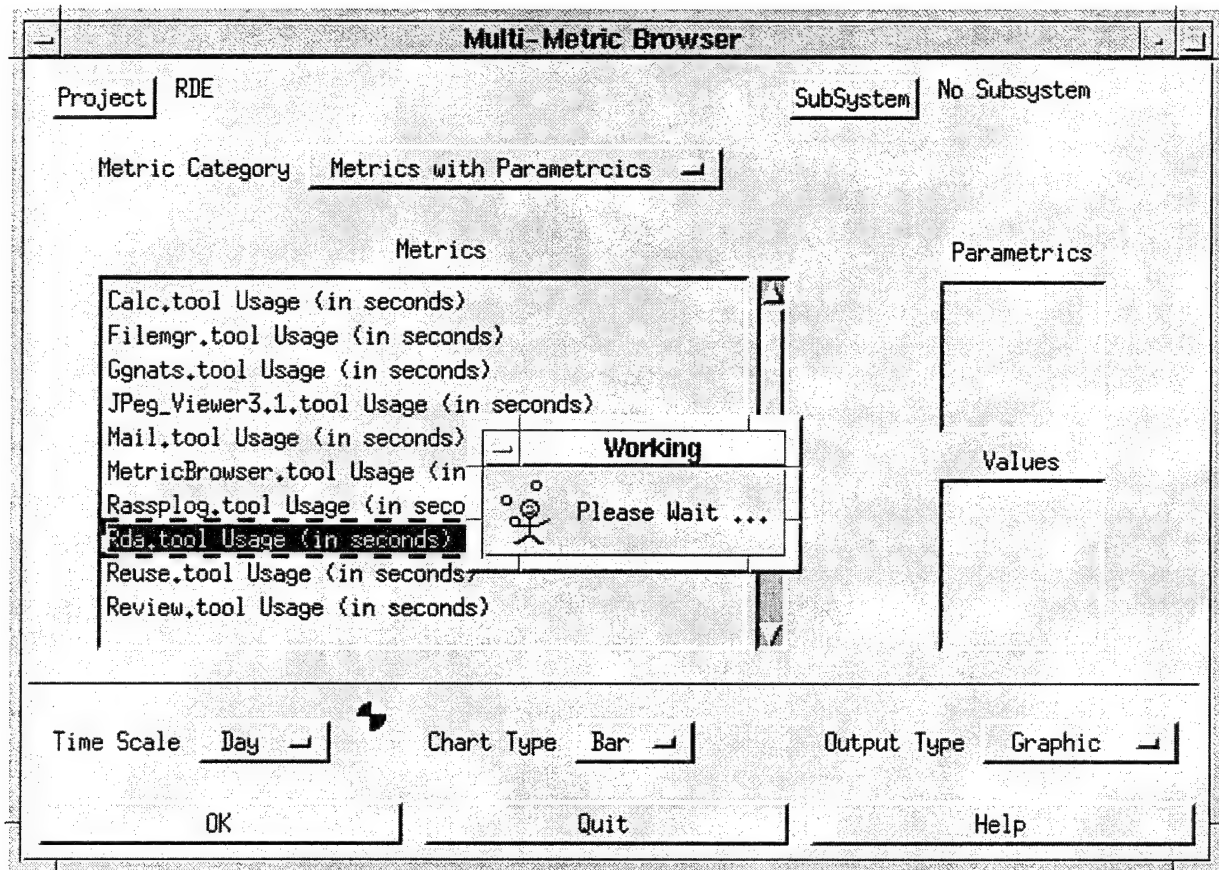 Multi-Metric Browser
Project RDE SubSystem No Subsystem
Metric Category Metrics with Parametrcics
Metrics
Parametrics
Calc.tool Usage (in seconds)
Filemgr.tool Usage (in seconds)
Ggnats.tool Usage (in seconds)
JPeg_Viewer3.1.tool Usage (in seconds)
Mail.tool Usage (in seconds)
MetricBrowser.tool Usage (in
Rassplog.tool Usage (in seco
Rda.tool Usage (in seconds)
Reuse.tool Usage (in seconds)
Review.tool Usage (in seconds)
Working
Please Wait ...
Values
Time Scale Day Chart Type Bar Output Type Graphic
OK Quit Help